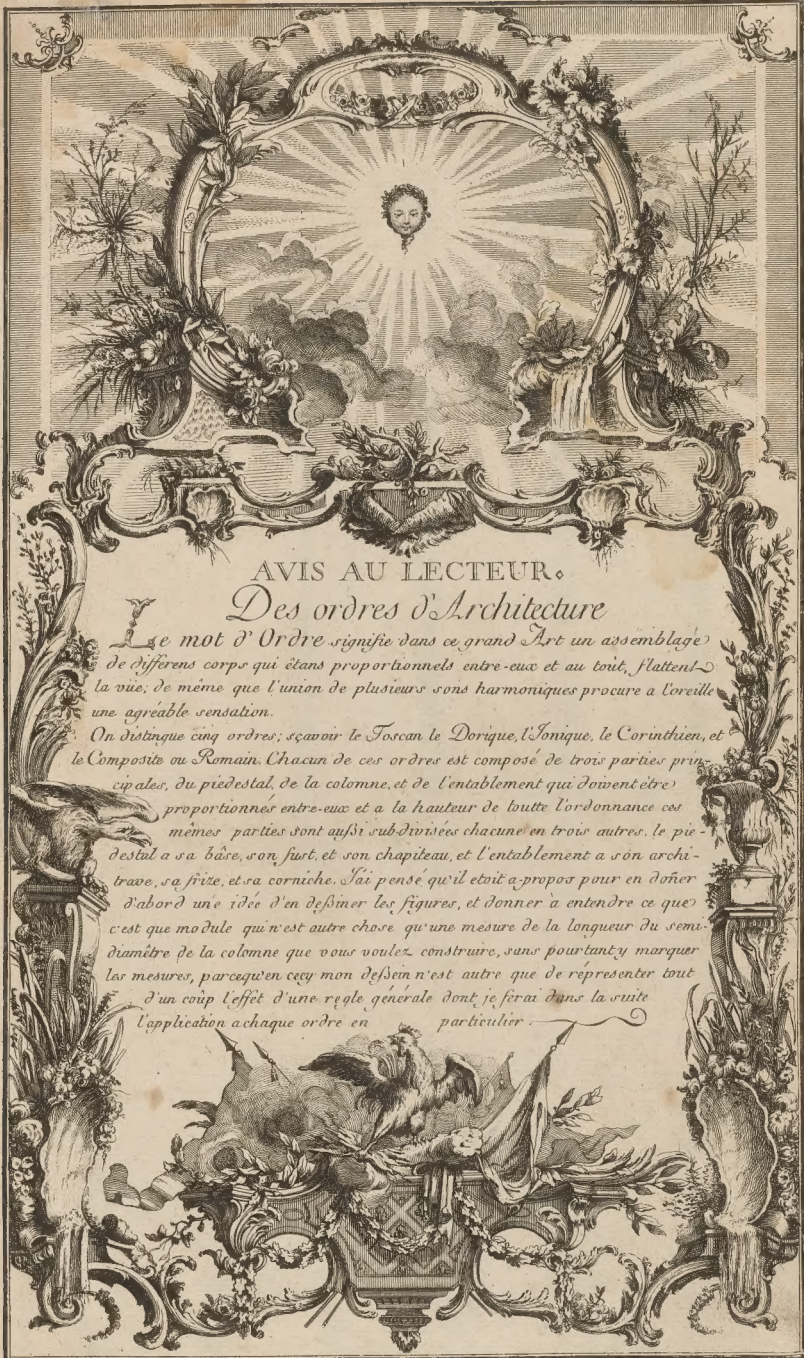 AVIS AU LECTEUR.
Des ordres d'Architecture
Le mot d'Ordre signifie dans ce grand Art un assemblage
de différens corps qui êtans proportionnels entre-eux et au tout, flattent
la vüe; de même que l'union de plusieurs sons harmoniques procure a l'oreille
une agréable sensation.
On distingue cinq ordres; sçavoir le Toscan le Dorique, l'Ionique, le Corinthien, et
le Composite ou Romain. Chacun de ces ordres est composé de trois parties prin-
cipales, du piedestal, de la colomne, et de l'entablement qui doivent être
proportionnés entre-eux et a la hauteur de toutte l'ordonnance ces
mêmes parties sont aussi sub-divisées chacune en trois autres. le pie-
destal a sa bâse, son fust, et son chapiteau, et l'entablement a son archi-
trave, sa frize, et sa corniche. J'ai pensé qu'il etoit a-propos pour en doñer
d'abord une idée d'en dessiner les figures, et donner à entendre ce que
c'est que module qui n'est autre chose qu'une mesure de la longueur du semi-
diamêtre de la colomne que vous voulez construire, sans pourtant y marquer
les mesures, parcequ'en cecy mon dessein n'est autre que de réprésenter tout
d'un coûp l'effêt d'une regle générale dont je ferai dans la suite
l'application a chaque ordre en particulier.